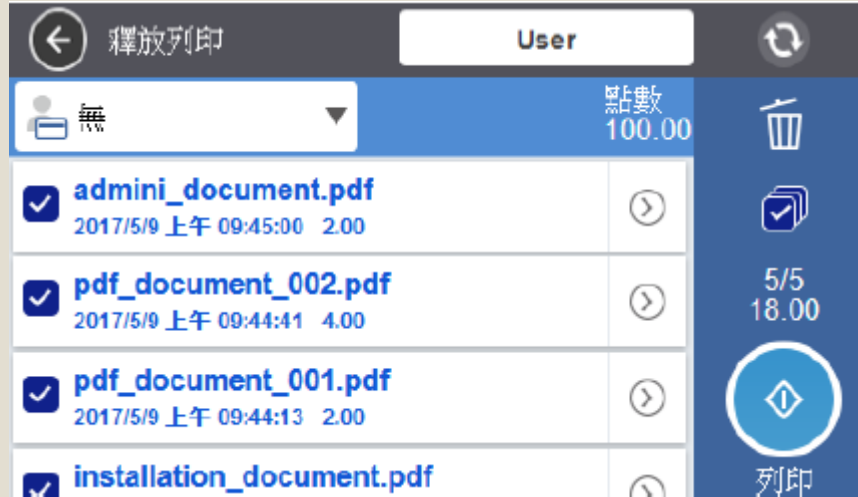 釋放列印
User
無
點數
100.00
admini_document.pdf
2017/5/9 上午 09:45:00 2.00
pdf_document_002.pdf
2017/5/9 上午 09:44:41 4.00
pdf_document_001.pdf
2017/5/9 上午 09:44:13 2.00
installation_document.pdf
5/5
18.00
列印